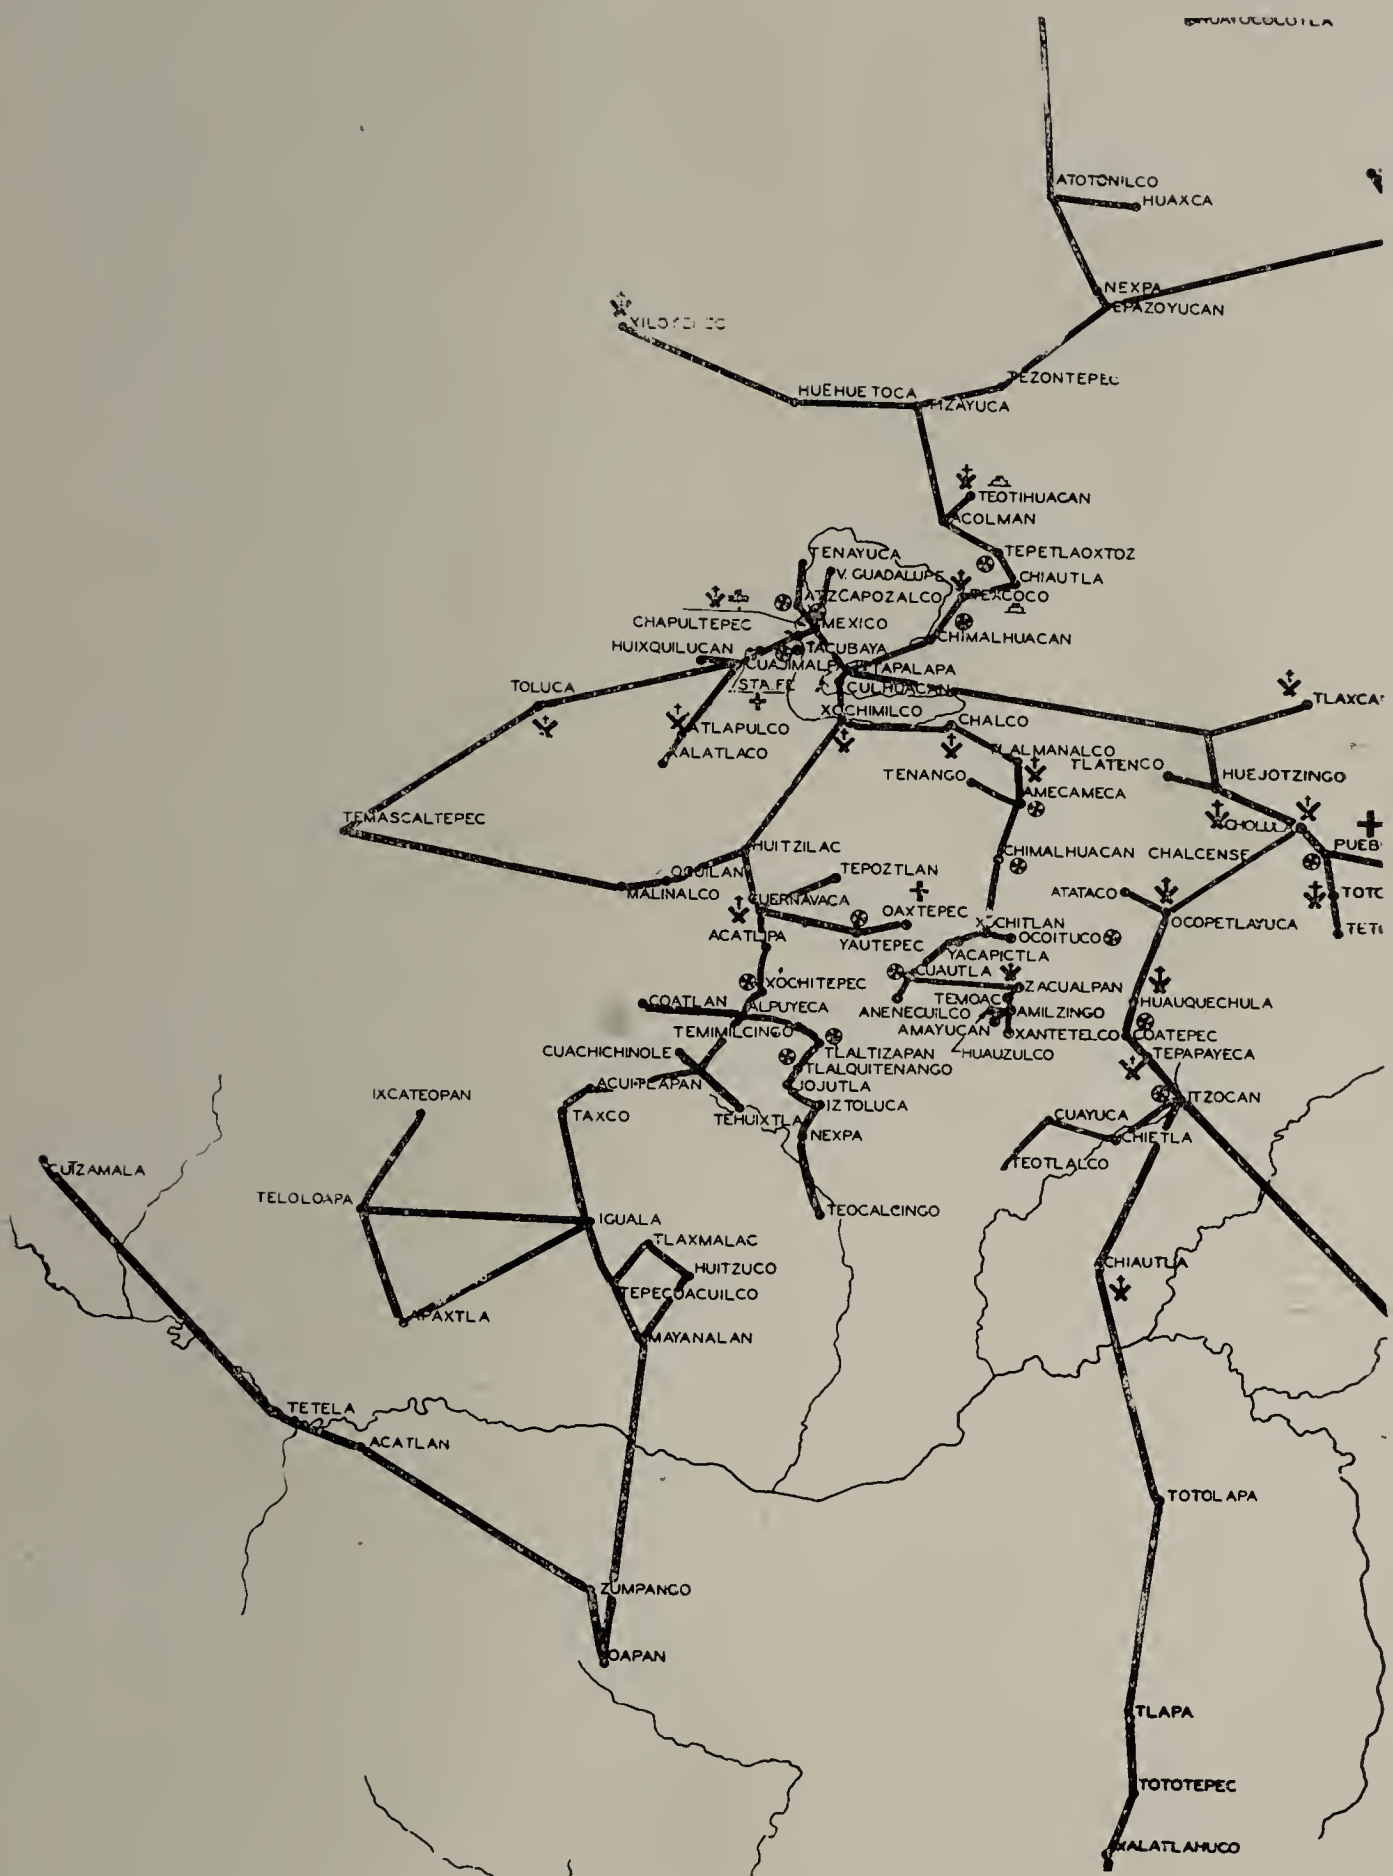 HUAYOCOCOTLA
ATOTONILCO
HUAXCA
NEXPA
EPAZOYUCAN
TEZONTEPEC
HUEHUETOCA
TIZAYUCA
TEOTIHUACAN
ACOLMAN
TEPETLAOXTOZ
TENAYUCA
V. GUADALUPE
CHIAUTLA
ATZCAPOZALCO
TEXCOCO
CHAPULTEPEC
MEXICO
CHIMALHUACAN
HUIXQUILUCAN
TACUBAYA
CUAJIMALPA
IXTAPALAPA
TOLUCA
STA. FE
CULHUACAN
TLAXCA
XOCHIMILCO
CHALCO
ATLAPULCO
XALATLACO
TLALMANALCO
TLATENCO
TENANGO
HUEJOTZINGO
AMECAMECA
TEMASCALTEPEC
CHOLULA
HUITZILAC
CHIMALHUACAN CHALCENSE
PUEB
OCUILAN
TEPOZTLAN
MALINALCO
CUERNAVACA
OAXTEPEC
ATATACO
TOTO
ACATLIPA
YAUTEPEC
XOCHITLAN
OCOITUCO
OCOPETLAYUCA
TETE
YACAPICTLA
CUAUTLA
XOCHITEPEC
ZACUALPAN
COATLAN
ALPUYECA
TEMOAC
HUAUQUECHULA
ANENECUILCO
AMILZINGO
TEMIMILCINGO
AMAYUCAN
XANTETELCO
COATEPEC
CUACHICHINOLE
TLALTIZAPAN
HUAUZULCO
TEPAPAYECA
TLALQUITENANGO
ACUITLAPAN
JOJUTLA
IXCATEOPAN
ITZOCAN
TAXCO
TEHUIXTLA
IZTOLUCA
CUAYUCA
NEXPA
CHIETLA
CUTZAMALA
TEOTLALCO
TELOLOAPA
IGUALA
TEOCALCINGO
TLAXMALAC
HUITZUCO
CHIAUTLA
TEPECOACUILCO
APAXTLA
MAYANALAN
TETELA
ACATLAN
TOTOLAPA
ZUMPANGO
OAPAN
TLAPA
TOTOTEPEC
XALATLAHUCO